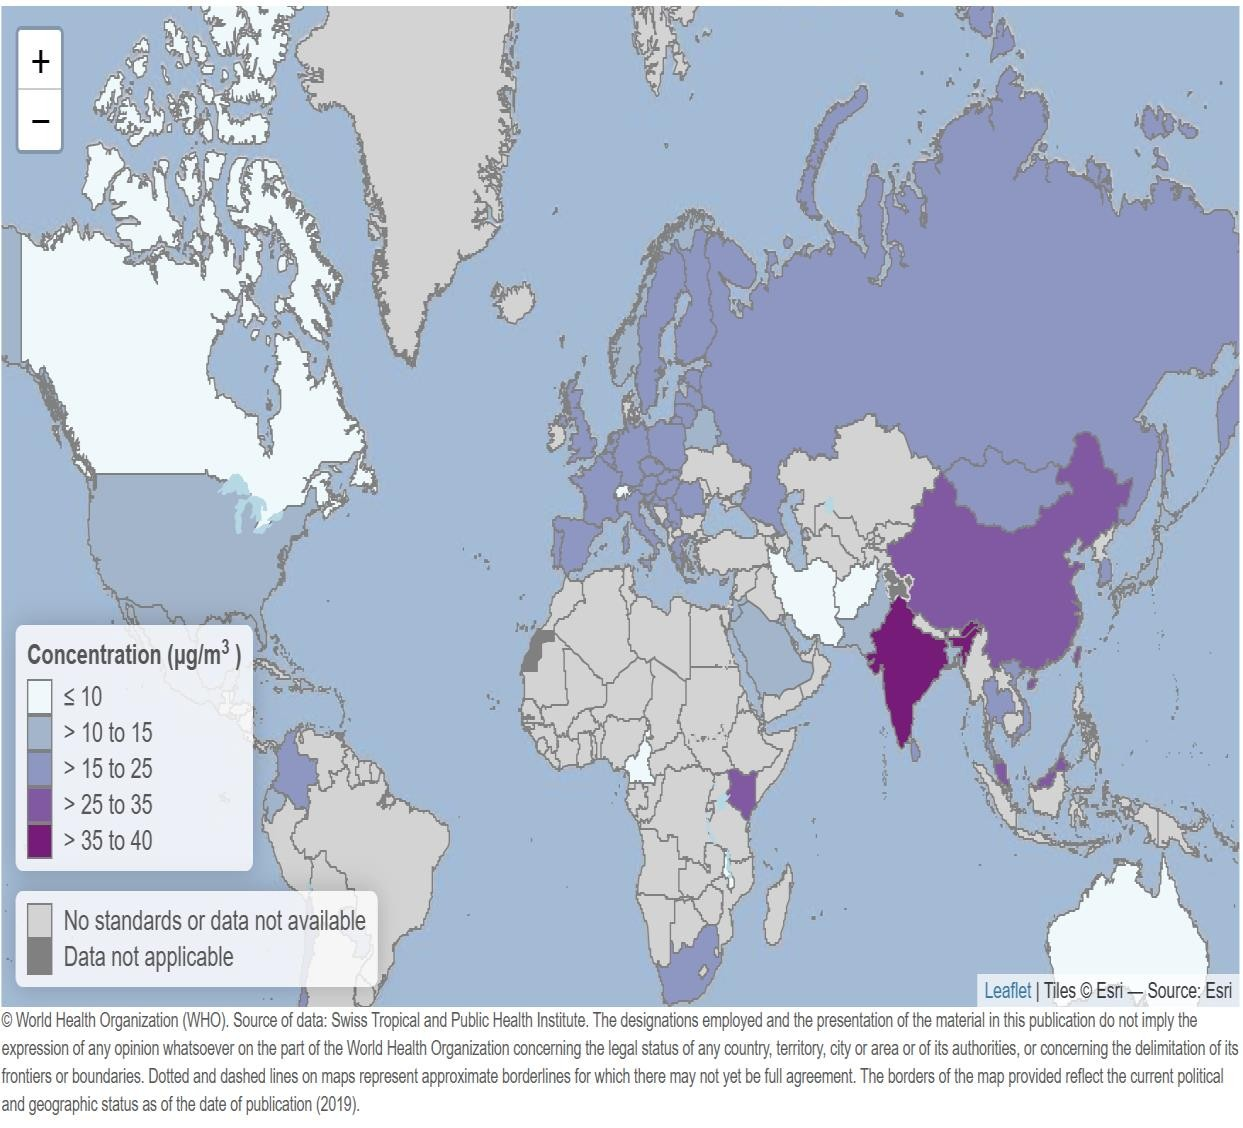 +
−
Concentration (µg/m³ )
≤ 10
> 10 to 15
> 15 to 25
> 25 to 35
> 35 to 40
No standards or data not available
Data not applicable
Leaflet | Tiles © Esri — Source: Esri
© World Health Organization (WHO). Source of data: Swiss Tropical and Public Health Institute. The designations employed and the presentation of the material in this publication do not imply the
expression of any opinion whatsoever on the part of the World Health Organization concerning the legal status of any country, territory, city or area or of its authorities, or concerning the delimitation of its
frontiers or boundaries. Dotted and dashed lines on maps represent approximate borderlines for which there may not yet be full agreement. The borders of the map provided reflect the current political
and geographic status as of the date of publication (2019).